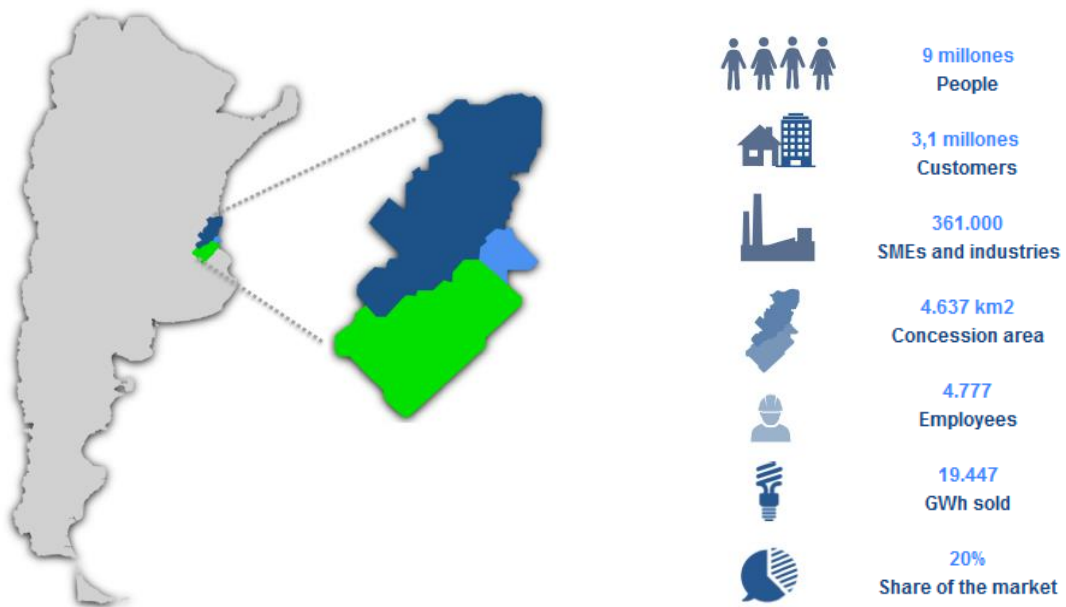 9 millones
People
3,1 millones
Customers
361.000
SMEs and industries
4.637 km2
Concession area
4.777
Employees
19.447
GWh sold
20%
Share of the market